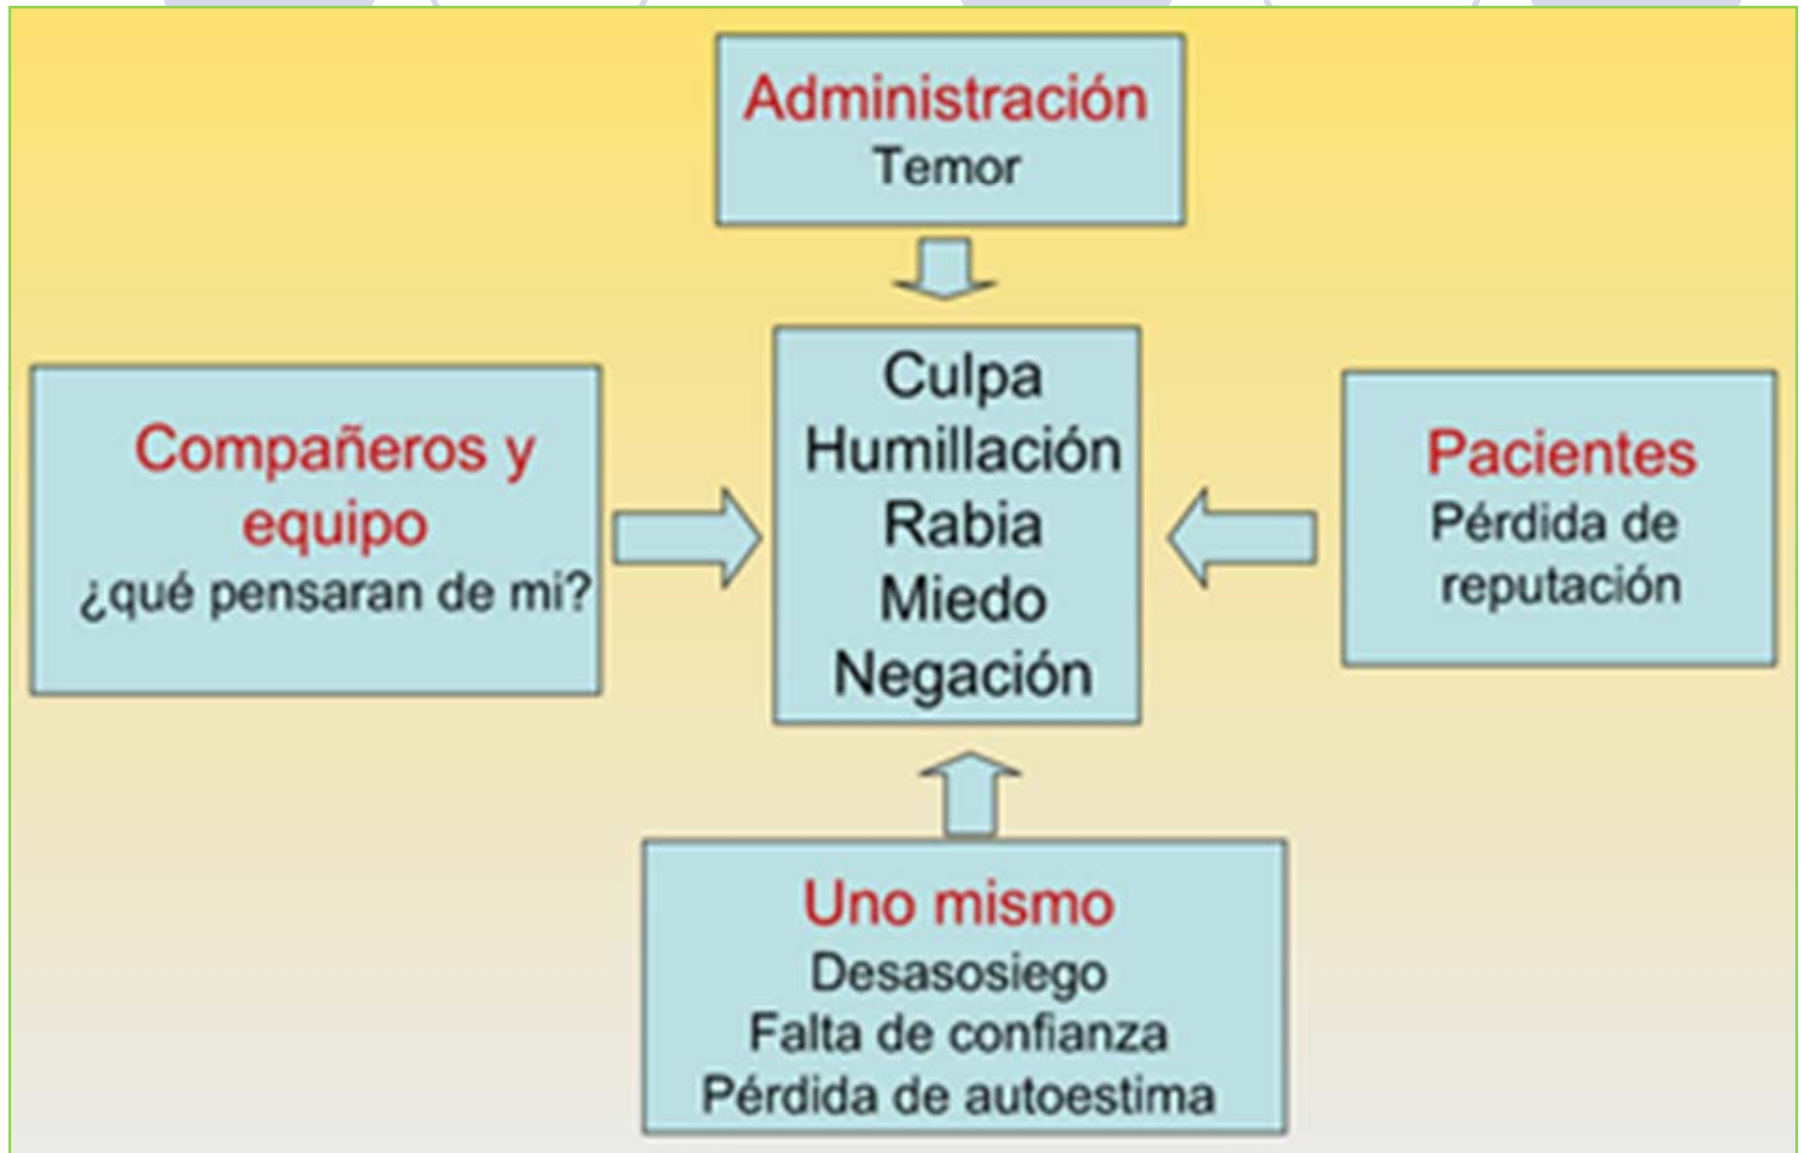 Administración
Temor
Compañeros y
equipo
¿qué pensaran de mi?
Culpa
Humillación
Rabia
Miedo
Negación
Pacientes
Pérdida de
reputación
Uno mismo
Desasosiego
Falta de confianza
Pérdida de autoestima